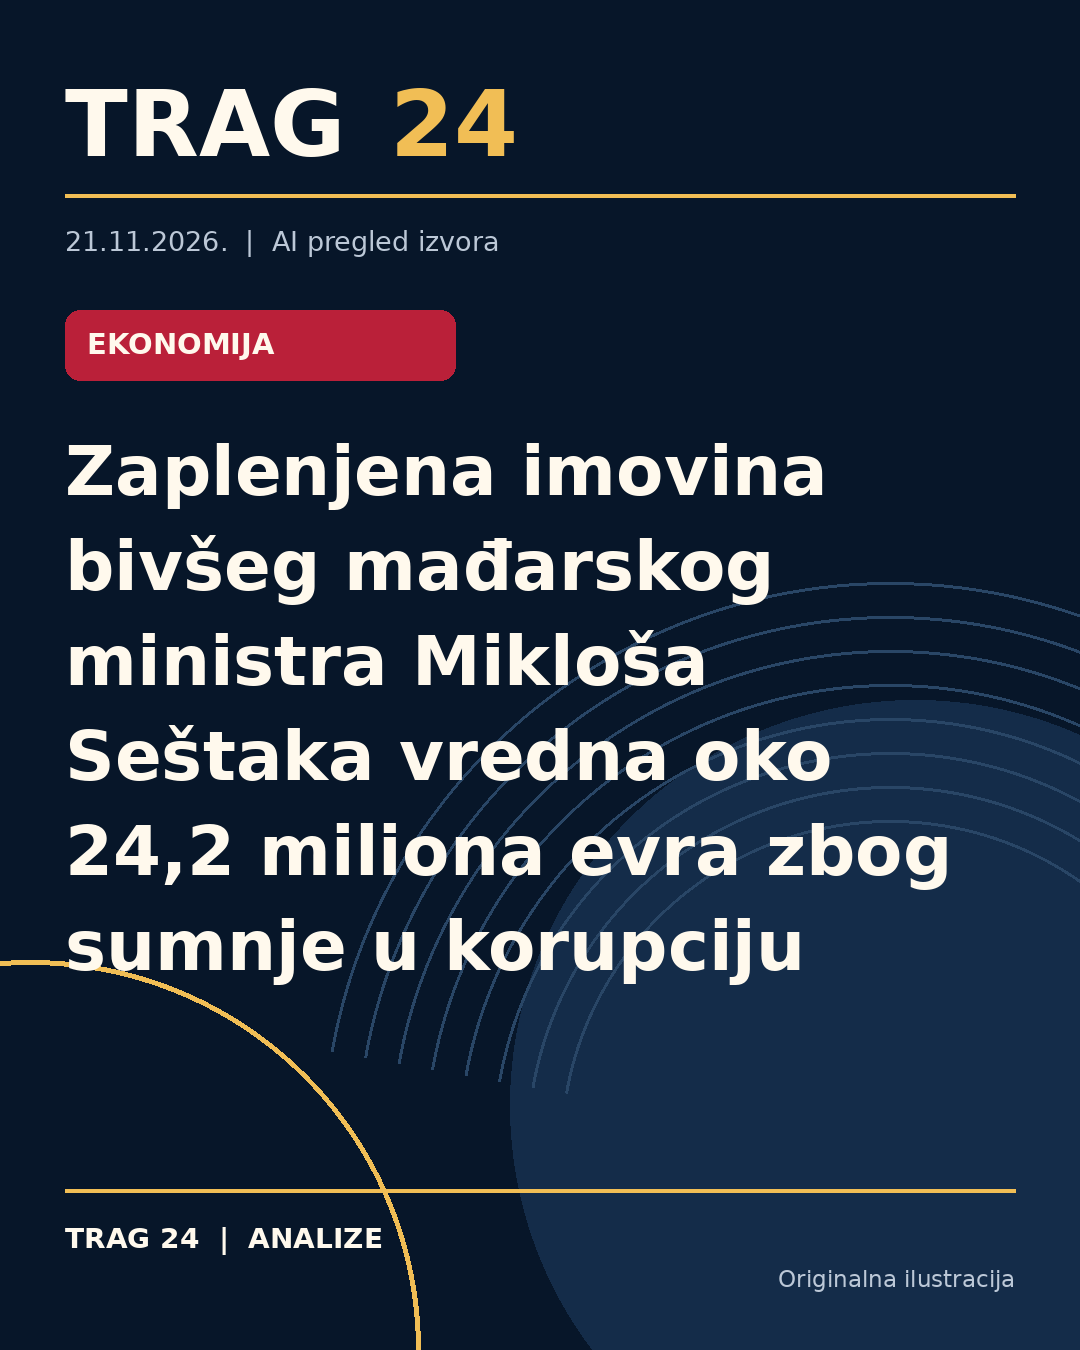 TRAG 24
21.11.2026. | AI pregled izvora
EKONOMIJA
Zaplenjena imovina
bivšeg mađarskog
ministra Mikloša
Seštaka vredna oko
24,2 miliona evra zbog
sumnje u korupciju
TRAG 24 | ANALIZE
Originalna ilustracija